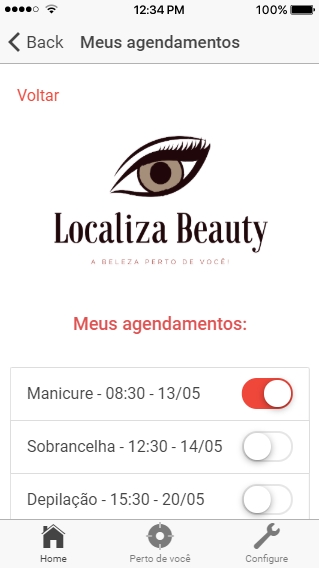 12:34 PM
100%
Back
Meus agendamentos
Voltar
Localiza Beauty
A BELEZA PERTO DE VOCÊ!
Meus agendamentos:
Manicure - 08:30 - 13/05
Sobrancelha - 12:30 - 14/05
Depilação - 15:30 - 20/05
Home
Perto de você
Configure